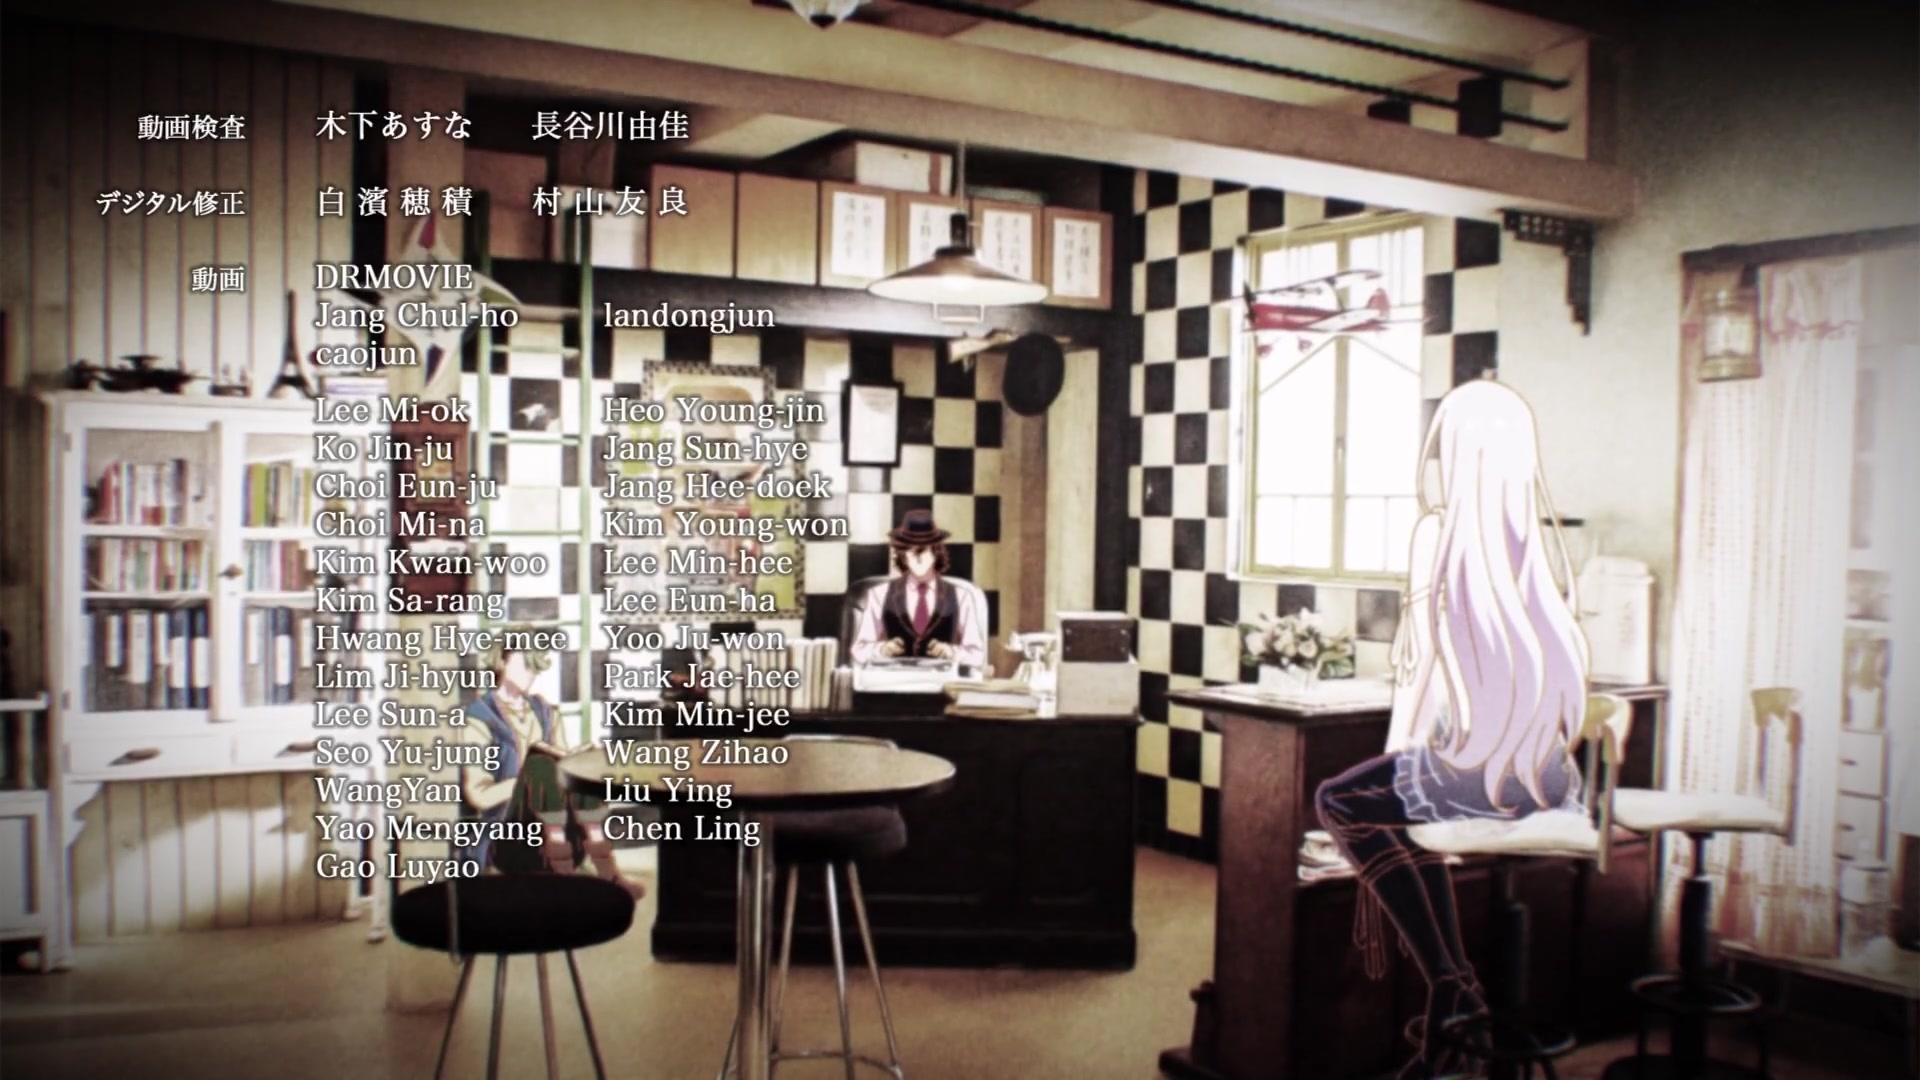 動画検査 木下あすな 長谷川由佳
デジタル修正 白濱穂積 村山友良
動画 DRMOVIE
Jang Chul-ho landongjun
caojun
Lee Mi-ok Heo Young-jin
Ko Jin-ju Jang Sun-hye
Choi Eun-ju Jang Hee-doek
Choi Mi-na Kim Young-won
Kim Kwan-woo Lee Min-hee
Kim Sa-rang Lee Eun-ha
Hwang Hye-mee Yoo Ju-won
Lim Ji-hyun Park Jae-hee
Lee Sun-a Kim Min-jee
Seo Yu-jung Wang Zihao
WangYan Liu Ying
Yao Mengyang Chen Ling
Gao Luyao